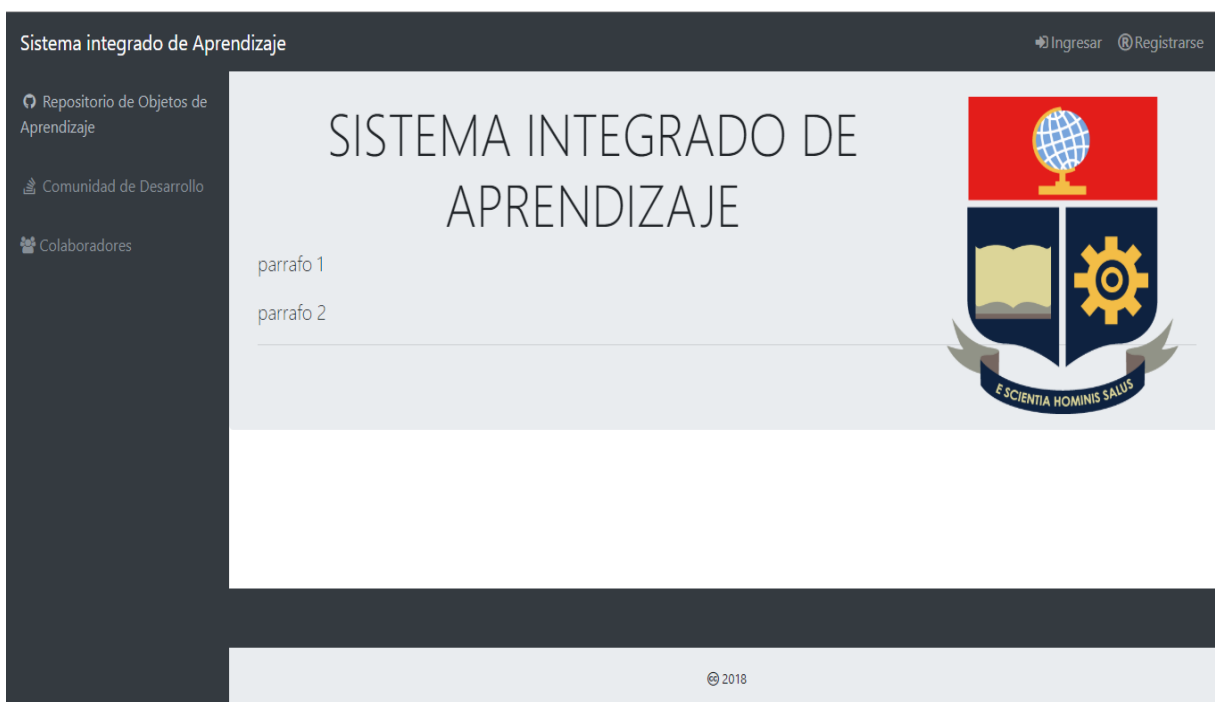 Sistema integrado de Aprendizaje
Ingresar
®Registrarse
Repositorio de Objetos de
Aprendizaje
Comunidad de Desarrollo
Colaboradores
SISTEMA INTEGRADO DE
APRENDIZAJE
parrafo 1
parrafo 2
E SCIENTIA HOMINIS SALUS
🄭 2018